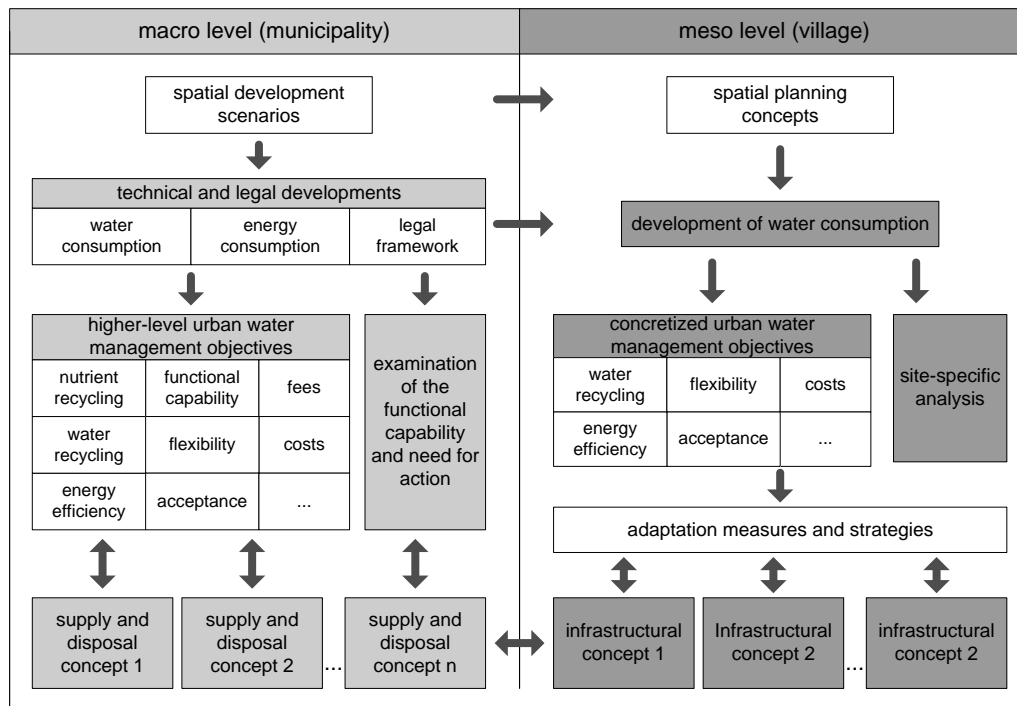 macro level (municipality)
meso level (village)
spatial development
scenarios
spatial planning
concepts
technical and legal developments
water
consumption
energy
consumption
legal
framework
development of water consumption
higher-level urban water
management objectives
nutrient
recycling
functional
capability
fees
water
recycling
flexibility
costs
energy
efficiency
acceptance
...
examination
of the
functional
capability
and need for
action
concretized urban water
management objectives
water
recycling
flexibility
costs
energy
efficiency
acceptance
...
site-specific
analysis
adaptation measures and strategies
supply and
disposal
concept 1
supply and
disposal
concept 2
...
supply and
disposal
concept n
infrastructural
concept 1
Infrastructural
concept 2
...
infrastructural
concept 2